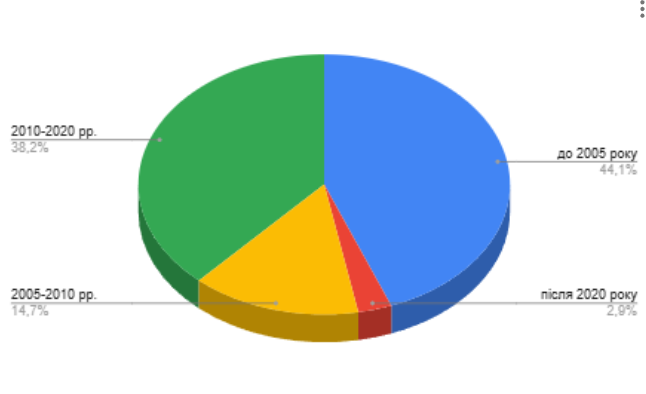 2010-2020 рр.
38,2%
до 2005 року
44,1%
2005-2010 рр.
14,7%
після 2020 року
2,9%